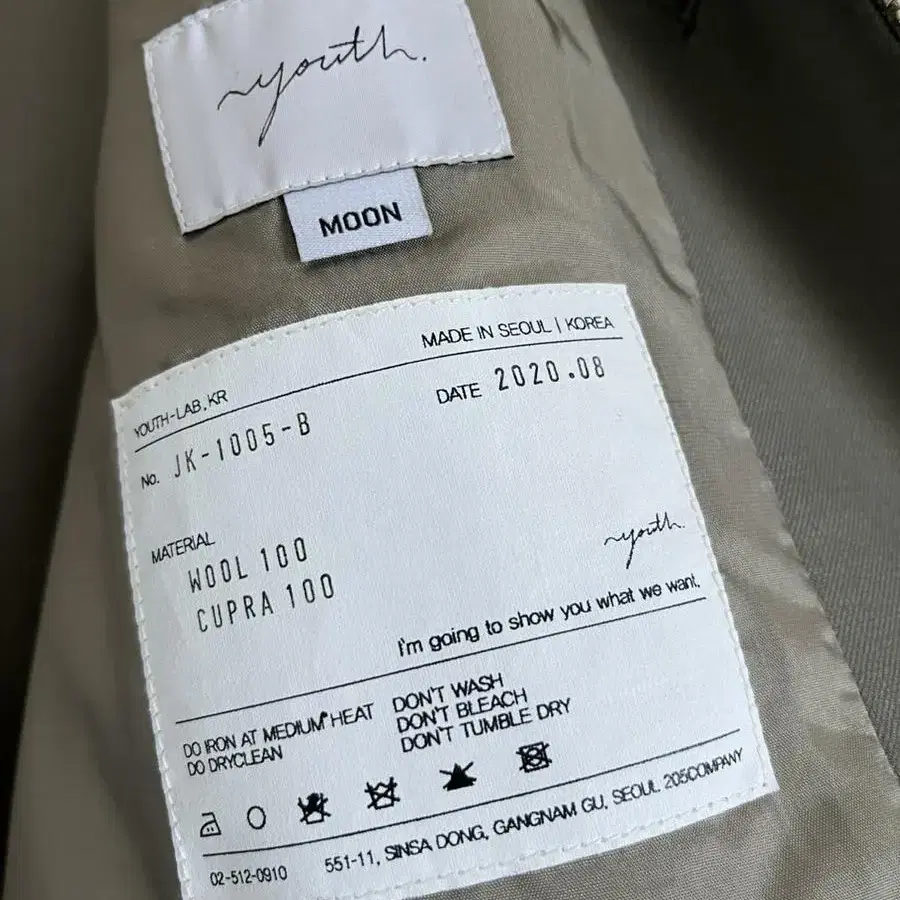 youth.
MOON
MADE IN SEOUL | KOREA
YOUTH-LAB.KR
DATE 2020.08
No. JK-1005-B
MATERIAL
WOOL 100
CUPRA 100
youth.
I'm going to show you what we want.
DO IRON AT MEDIUM HEAT
DO DRYCLEAN
DON'T WASH
DON'T BLEACH
DON'T TUMBLE DRY
02-512-0910
551-11, SINSA DONG, GANGNAM GU, SEOUL 205COMPANY